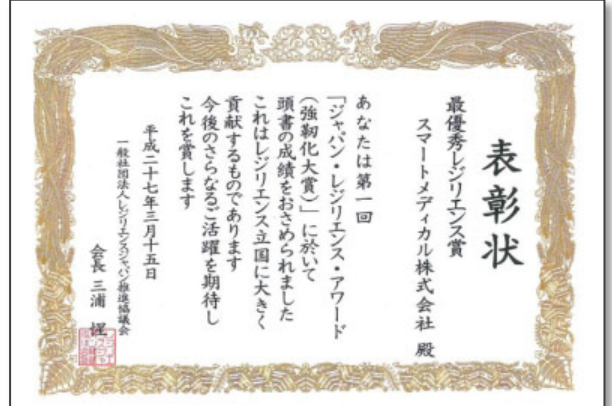 表彰状
最優秀レジリエンス賞
スマートメディカル株式会社 殿
あなたは第一回
「ジャパン・レジリエンス・アワード
(強靭化大賞)」に於いて
頭書の成績をおさめられました
これはレジリエンス立国に大きく
貢献するものであります
今後のさらなるご活躍を期待し
これを賞します
平成二十七年三月十五日
一般社団法人レジリエンスジャパン推進協議会
会長 三浦 惺